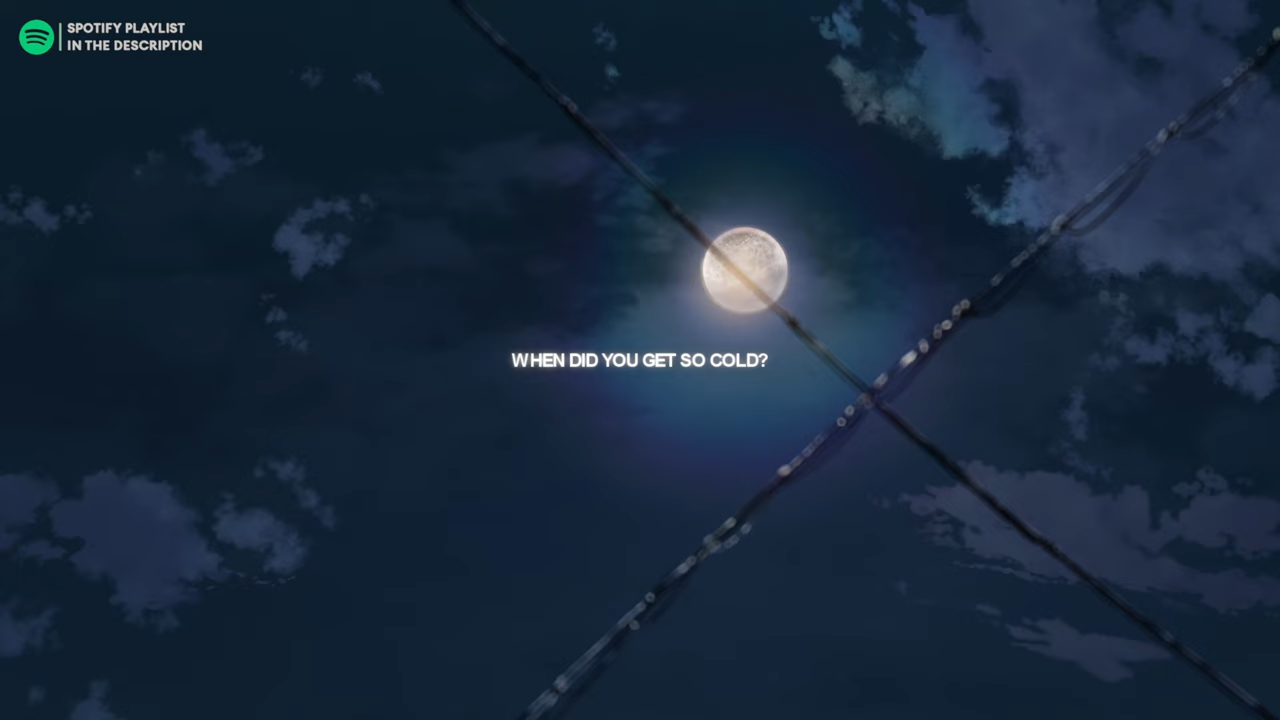 SPOTIFY PLAYLIST
IN THE DESCRIPTION
WHEN DID YOU GET SO COLD?